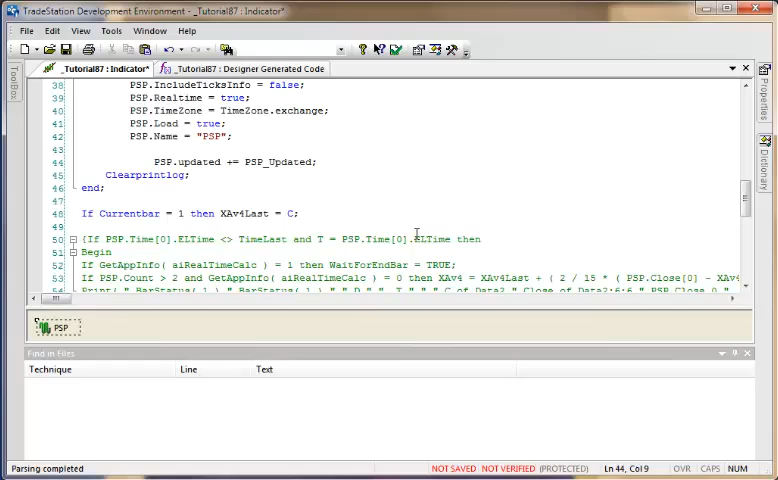 TradeStation Development Environment - _Tutorial87 : Indicator*
File Edit View Tools Window Help
_Tutorial87 : Indicator* _Tutorial87 : Designer Generated Code
ToolBox
Properties
Dictionary
38 PSP.IncludeTicksInfo = false;
39 PSP.Realtime = true;
40 PSP.TimeZone = TimeZone.exchange;
41 PSP.Load = true;
42 PSP.Name = "PSP";
43
44 PSP.updated += PSP_Updated;
45 Clearprintlog;
46 end;
47
48 If Currentbar = 1 then XAv4Last = C;
49
50 {If PSP.Time[0].ELTime <> TimeLast and T = PSP.Time[0].ELTime then
51 Begin
52 If GetAppInfo( aiRealTimeCalc ) = 1 then WaitForEndBar = TRUE;
53 If PSP.Count > 2 and GetAppInfo( aiRealTimeCalc ) = 0 then XAv4 = XAv4Last + ( 2 / 15 * ( PSP.Close[0] - XAv4
PSP
Find in Files
Technique Line Text
Parsing completed NOT SAVED NOT VERIFIED (PROTECTED) Ln 44, Col 9 OVR CAPS NUM